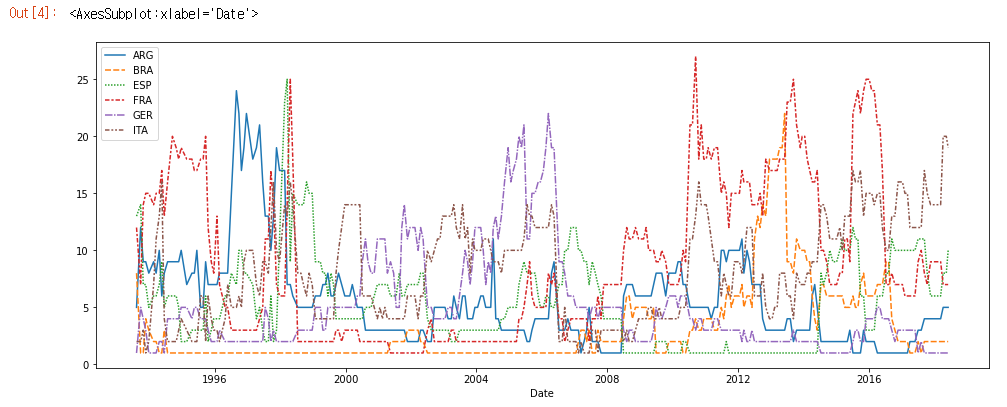 Out[4]: <AxesSubplot:xlabel='Date'>
ARG
BRA
ESP
FRA
GER
ITA
25
20
15
10
5
0
1996
2000
2004
2008
2012
2016
Date